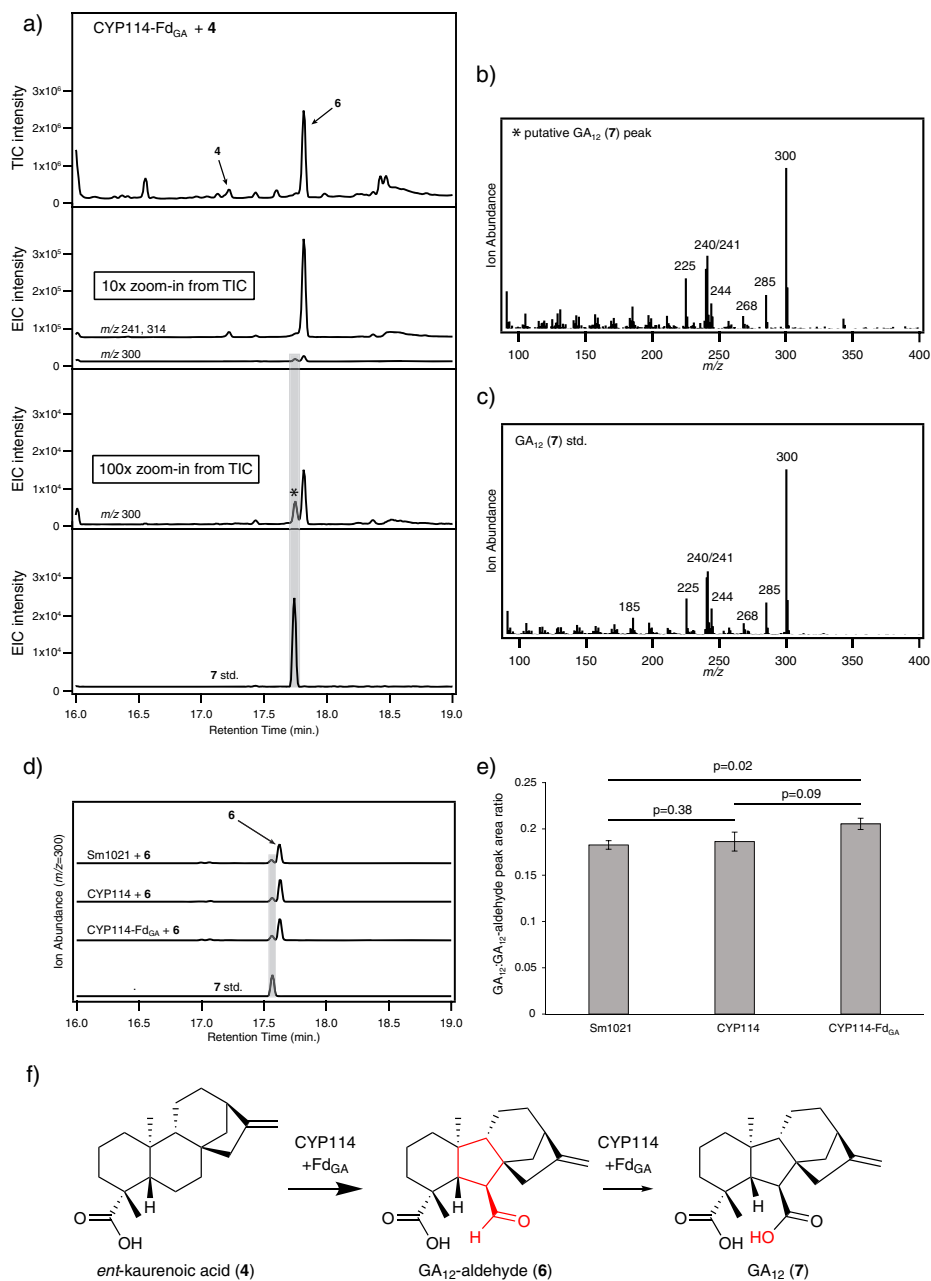 a)
CYP114-FdGA + 4
TIC intensity
3x10⁶
2x10⁶
1x10⁶
0
4
6
EIC intensity
3x10⁵
2x10⁵
1x10⁵
0
10x zoom-in from TIC
m/z 241, 314
m/z 300
EIC intensity
3x10⁴
2x10⁴
1x10⁴
0
100x zoom-in from TIC
*
m/z 300
EIC intensity
3x10⁴
2x10⁴
1x10⁴
0
7 std.
16.0 16.5 17.0 17.5 18.0 18.5 19.0
Retention Time (min.)
b)
* putative GA12 (7) peak
Ion Abundance
300
240/241
225
244
268
285
100 150 200 250 300 350 400
m/z
c)
GA12 (7) std.
Ion Abundance
300
240/241
225
244
185
268
285
100 150 200 250 300 350 400
m/z
d)
Ion Abundance (m/z=300)
6
Sm1021 + 6
CYP114 + 6
CYP114-FdGA + 6
7 std.
16.0 16.5 17.0 17.5 18.0 18.5 19.0
Retention Time (min.)
e)
GA12:GA12-aldehyde peak area ratio
0.25
0.2
0.15
0.1
0.05
0
p=0.02
p=0.38
p=0.09
Sm1021 CYP114 CYP114-FdGA
f)
H
O
OH
ent-kaurenoic acid (4)
CYP114
+FdGA
H
O
OH
H
O
GA12-aldehyde (6)
CYP114
+FdGA
H
O
OH
HO
O
GA12 (7)